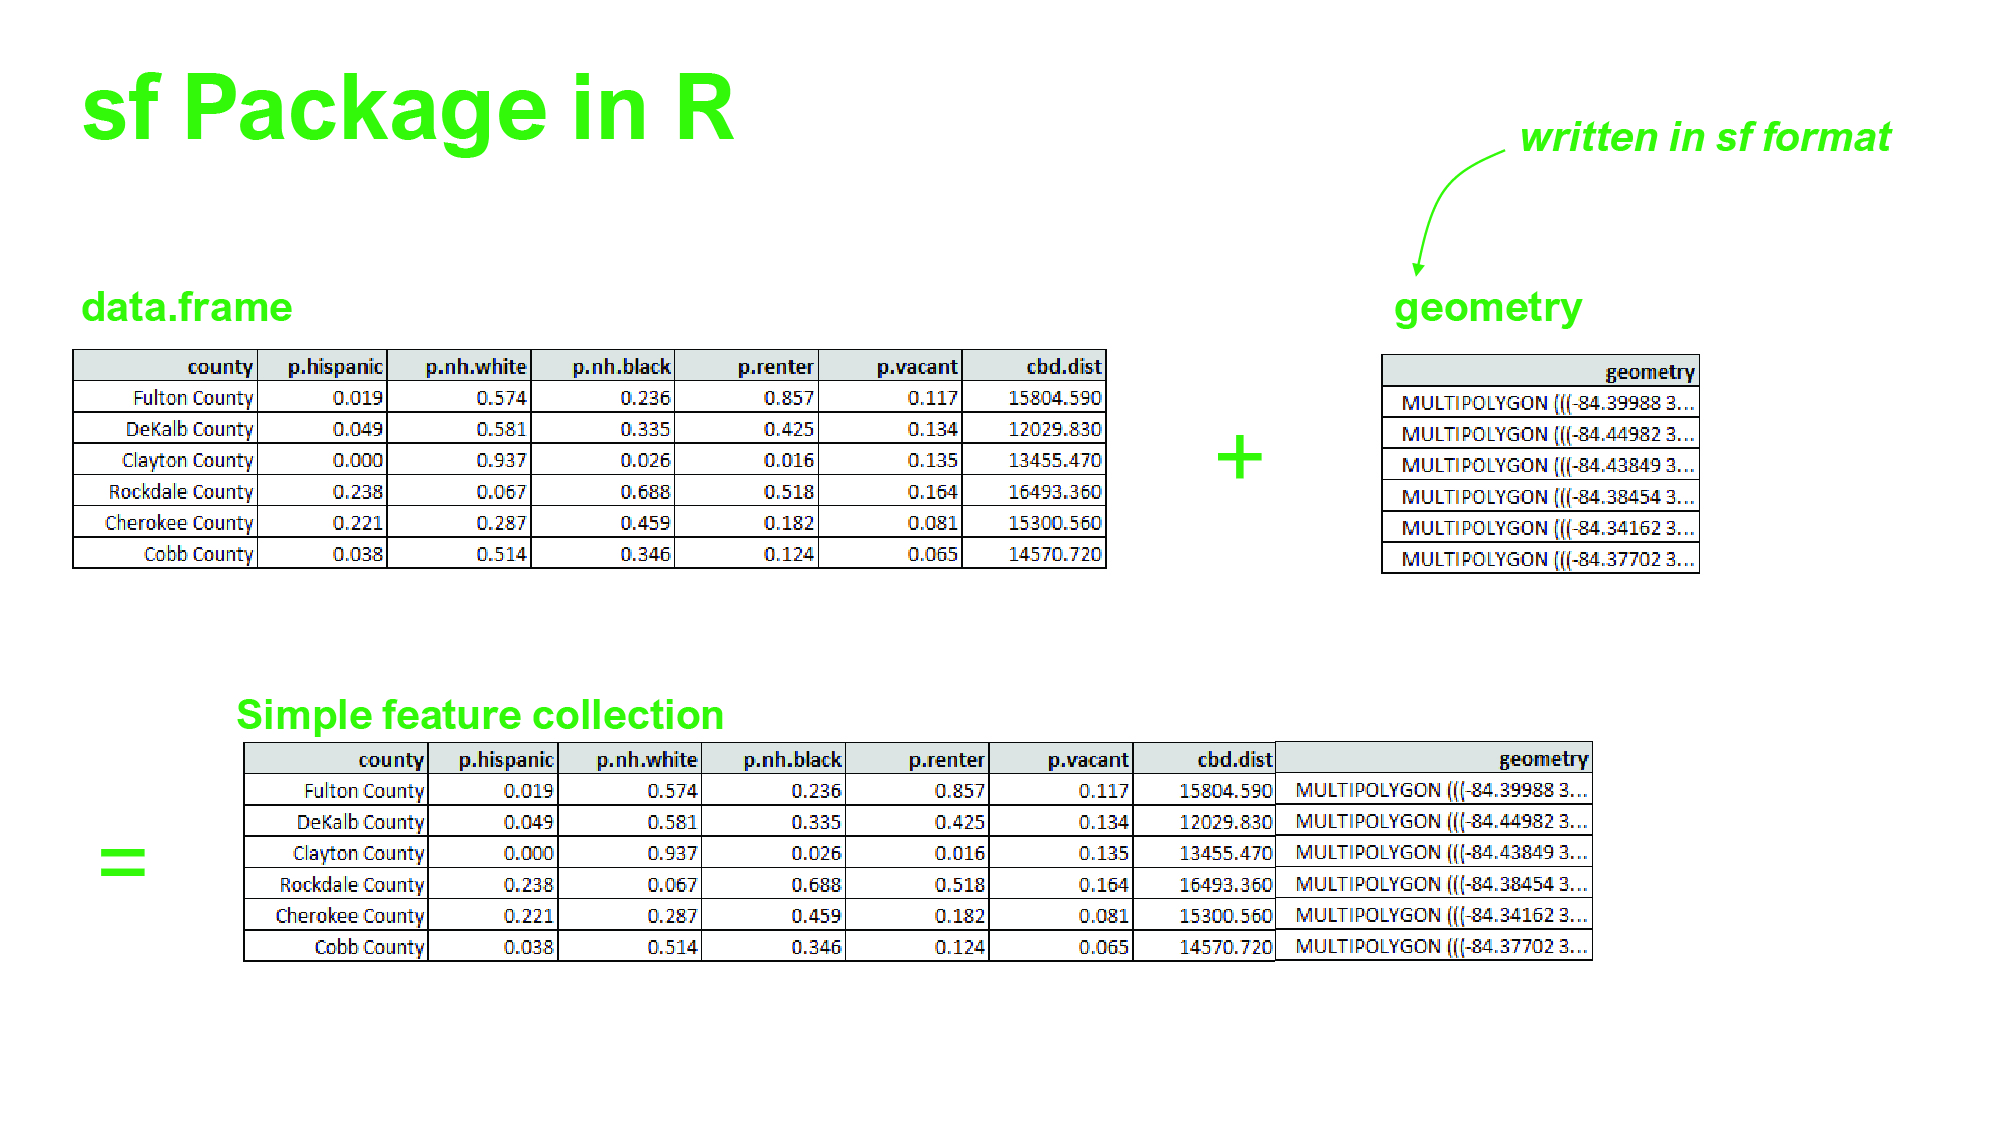 sf Package in R
written in sf format
data.frame
geometry
county p.hispanic p.nh.white p.nh.black p.renter p.vacant cbd.dist
Fulton County 0.019 0.574 0.236 0.857 0.117 15804.590
DeKalb County 0.049 0.581 0.335 0.425 0.134 12029.830
Clayton County 0.000 0.937 0.026 0.016 0.135 13455.470
Rockdale County 0.238 0.067 0.688 0.518 0.164 16493.360
Cherokee County 0.221 0.287 0.459 0.182 0.081 15300.560
Cobb County 0.038 0.514 0.346 0.124 0.065 14570.720
+
geometry
MULTIPOLYGON (((-84.39988 3...
MULTIPOLYGON (((-84.44982 3...
MULTIPOLYGON (((-84.43849 3...
MULTIPOLYGON (((-84.38454 3...
MULTIPOLYGON (((-84.34162 3...
MULTIPOLYGON (((-84.37702 3...
Simple feature collection
=
county p.hispanic p.nh.white p.nh.black p.renter p.vacant cbd.dist geometry
Fulton County 0.019 0.574 0.236 0.857 0.117 15804.590 MULTIPOLYGON (((-84.39988 3...
DeKalb County 0.049 0.581 0.335 0.425 0.134 12029.830 MULTIPOLYGON (((-84.44982 3...
Clayton County 0.000 0.937 0.026 0.016 0.135 13455.470 MULTIPOLYGON (((-84.43849 3...
Rockdale County 0.238 0.067 0.688 0.518 0.164 16493.360 MULTIPOLYGON (((-84.38454 3...
Cherokee County 0.221 0.287 0.459 0.182 0.081 15300.560 MULTIPOLYGON (((-84.34162 3...
Cobb County 0.038 0.514 0.346 0.124 0.065 14570.720 MULTIPOLYGON (((-84.37702 3...